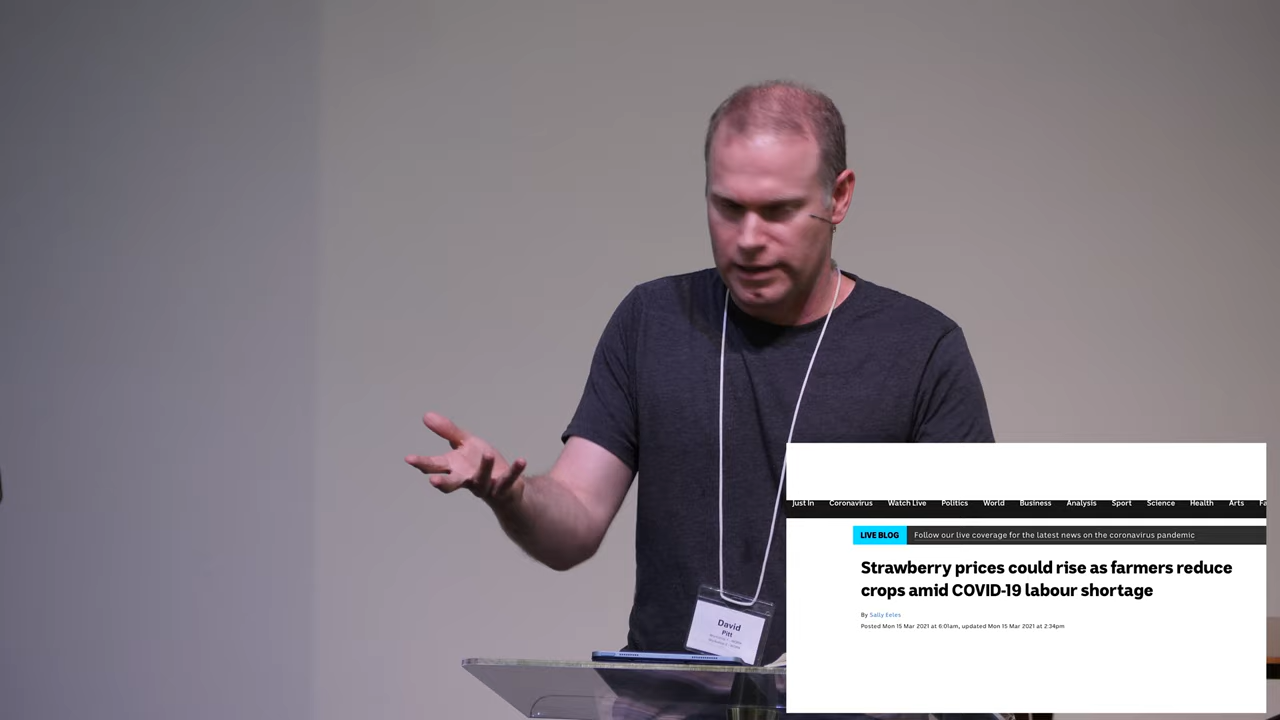 David
Pitt
Just In Coronavirus Watch Live Politics World Business Analysis Sport Science Health Arts Fa
LIVE BLOG Follow our live coverage for the latest news on the coronavirus pandemic
Strawberry prices could rise as farmers reduce
crops amid COVID-19 labour shortage
By Sally Eeles
Posted Mon 15 Mar 2021 at 6:01am, updated Mon 15 Mar 2021 at 2:34pm